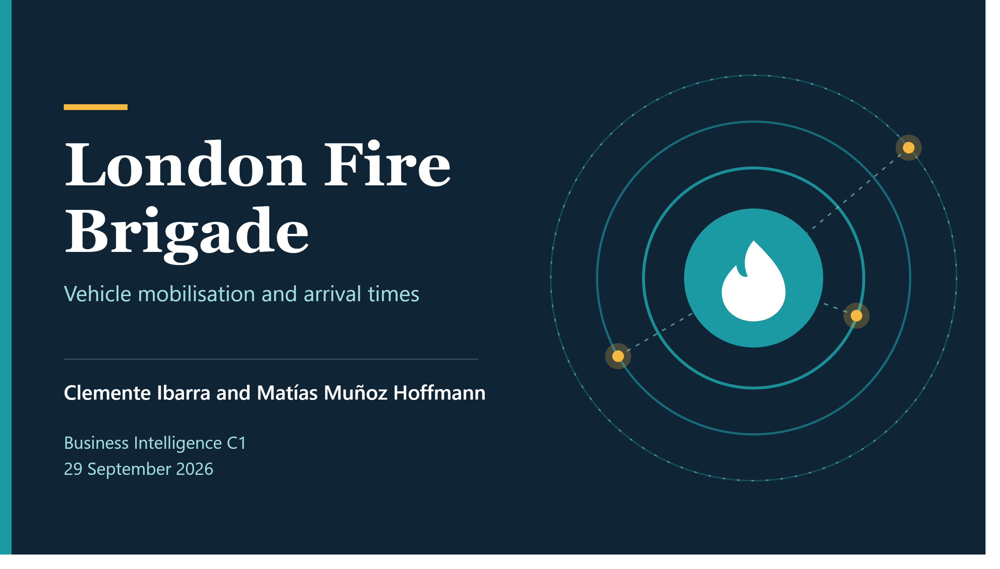 London Fire
Brigade
Vehicle mobilisation and arrival times
Clemente Ibarra and Matías Muñoz Hoffmann
Business Intelligence C1
29 September 2026